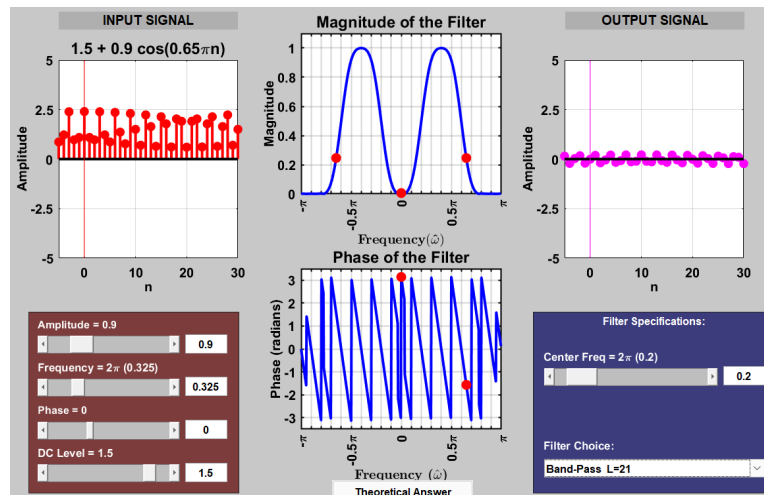 INPUT SIGNAL
1.5 + 0.9 cos(0.65πn)
5
2.5
0
-2.5
-5
Amplitude
0
10
20
30
n
Amplitude = 0.9
0.9
Frequency = 2π (0.325)
0.325
Phase = 0
0
DC Level = 1.5
1.5
Magnitude of the Filter
1
0.8
0.6
0.4
0.2
0
Magnitude
-π
-0.5π
0
0.5π
π
Frequency(ω̂)
Phase of the Filter
3
2
1
0
-1
-2
-3
Phase (radians)
-π
-0.5π
0
0.5π
π
Frequency (ω̂)
Theoretical Answer
OUTPUT SIGNAL
5
2.5
0
-2.5
-5
Amplitude
0
10
20
30
n
Filter Specifications:
Center Freq = 2π (0.2)
0.2
Filter Choice:
Band-Pass L=21